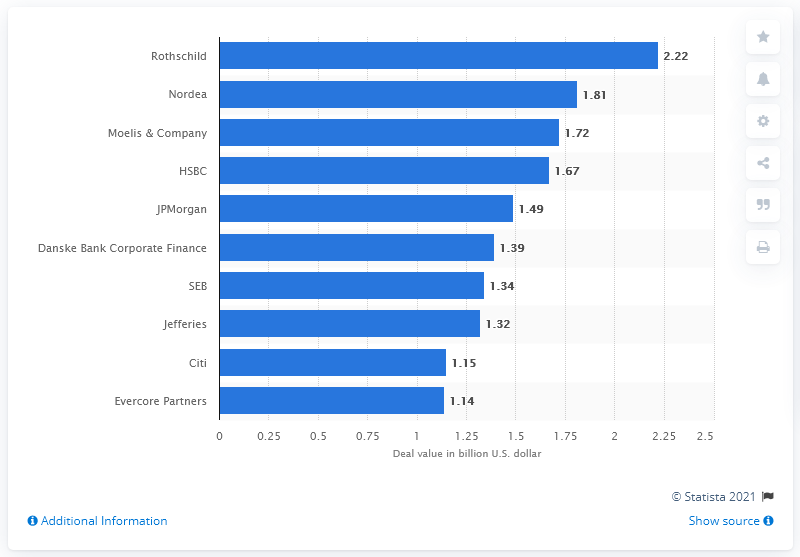 Rothschild 2.22
Nordea 1.81
Moelis & Company 1.72
HSBC 1.67
JPMorgan 1.49
Danske Bank Corporate Finance 1.39
SEB 1.34
Jefferies 1.32
Citi 1.15
Evercore Partners 1.14
0 0.25 0.5 0.75 1 1.25 1.5 1.75 2 2.25 2.5
Deal value in billion U.S. dollar
© Statista 2021
Additional Information Show source